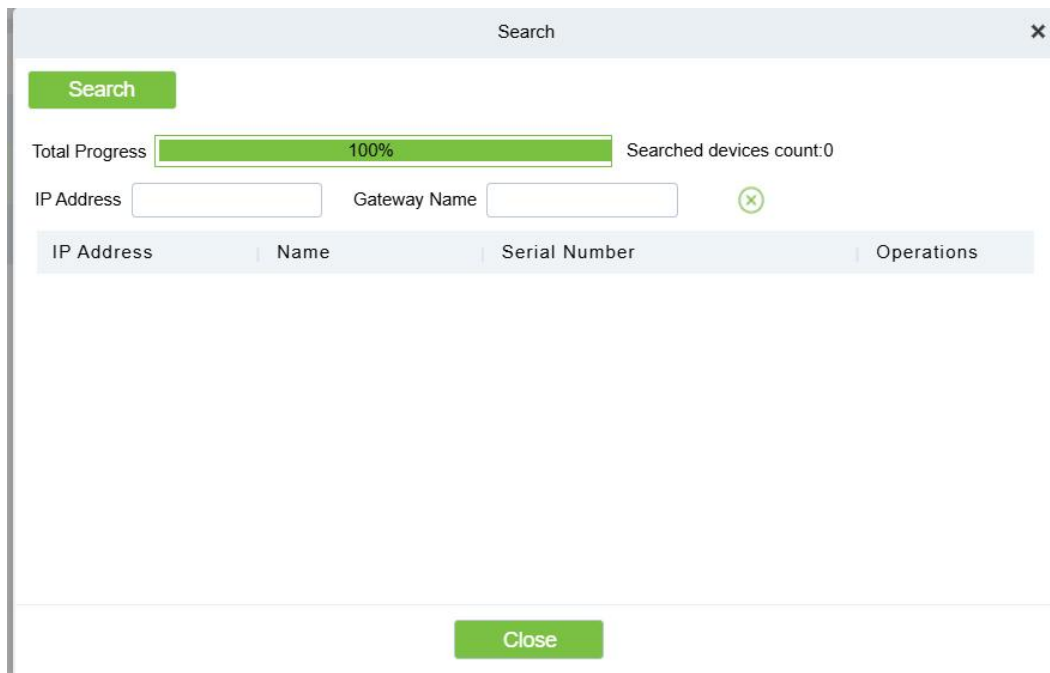 Search
Search
Total Progress 100% Searched devices count:0
IP Address Gateway Name
IP Address Name Serial Number Operations
Close